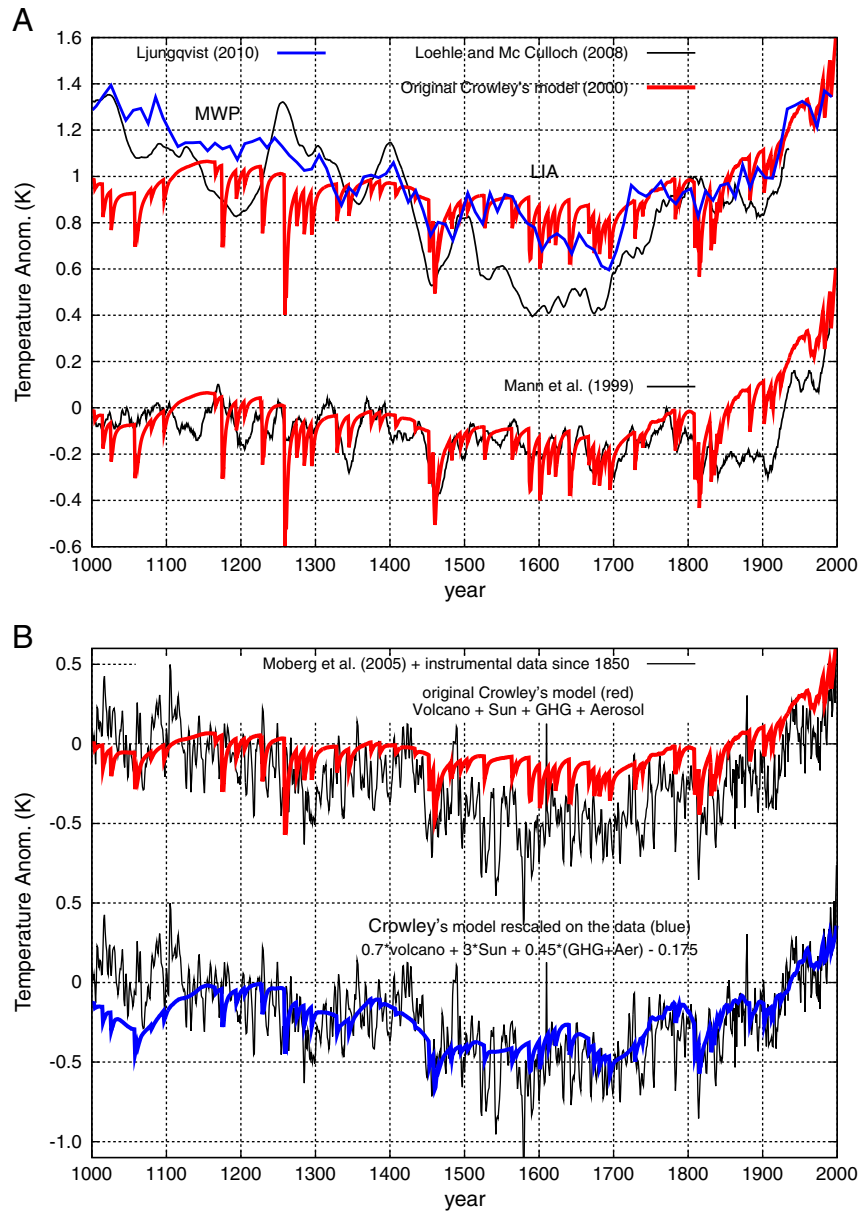 A
Ljungqvist (2010)
Loehle and Mc Culloch (2008)
Original Crowley's model (2000)
MWP
LIA
Mann et al. (1999)
Temperature Anom. (K)
1.6
1.4
1.2
1
0.8
0.6
0.4
0.2
0
-0.2
-0.4
-0.6
1000 1100 1200 1300 1400 1500 1600 1700 1800 1900 2000
year
B
Moberg et al. (2005) + instrumental data since 1850
original Crowley's model (red)
Volcano + Sun + GHG + Aerosol
Crowley's model rescaled on the data (blue)
0.7*volcano + 3*Sun + 0.45*(GHG+Aer) - 0.175
Temperature Anom. (K)
0.5
0
-0.5
0.5
0
-0.5
-1.0
1000 1100 1200 1300 1400 1500 1600 1700 1800 1900 2000
year